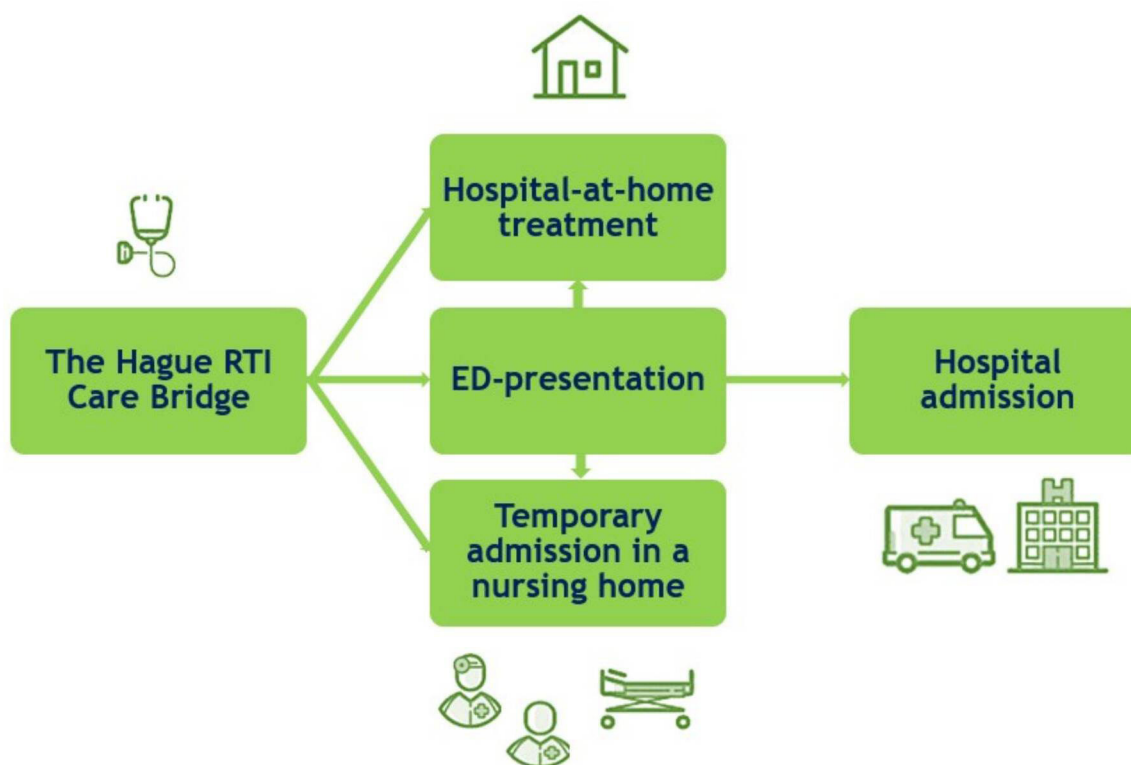 Hospital-at-home
treatment
The Hague RTI
Care Bridge
ED-presentation
Hospital
admission
Temporary
admission in a
nursing home